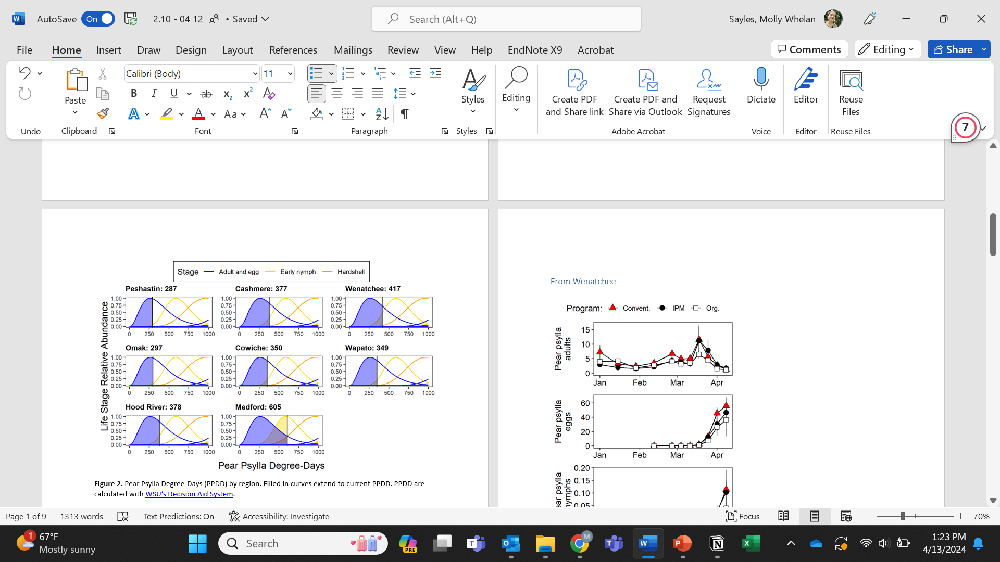 AutoSave On 2.10 - 04 12 • Saved Search (Alt+Q) Sayles, Molly Whelan
File Home Insert Draw Design Layout References Mailings Review View Help EndNote X9 Acrobat Comments Editing Share
Calibri (Body) 11
Paste
Styles
Editing
Create PDF
and Share link
Create PDF and
Share via Outlook
Request
Signatures
Dictate
Editor
Reuse
Files
B I U ab x2 x2 A
A A Aa A A
7
Undo Clipboard Font Paragraph Styles Adobe Acrobat Voice Editor Reuse Files
Stage Adult and egg Early nymph Hardshell
Peshastin: 287 Cashmere: 377 Wenatchee: 417
1.00 1.00 1.00
0.75 0.75 0.75
0.50 0.50 0.50
0.25 0.25 0.25
0.00 0.00 0.00
0 250 500 750 1000 0 250 500 750 1000 0 250 500 750 1000
Omak: 297 Cowiche: 350 Wapato: 349
1.00 1.00 1.00
0.75 0.75 0.75
0.50 0.50 0.50
0.25 0.25 0.25
0.00 0.00 0.00
0 250 500 750 1000 0 250 500 750 1000 0 250 500 750 1000
Hood River: 378 Medford: 605
1.00 1.00
0.75 0.75
0.50 0.50
0.25 0.25
0.00 0.00
0 250 500 750 1000 0 250 500 750 1000
Life Stage Relative Abundance
Pear Psylla Degree-Days
Figure 2. Pear Psylla Degree-Days (PPDD) by region. Filled in curves extend to current PPDD. PPDD are
calculated with WSU's Decision Aid System.
From Wenatchee
Program: Convent. IPM Org.
Pear psylla
adults
15
10
5
0
Jan Feb Mar Apr
Pear psylla
eggs
60
40
20
0
Jan Feb Mar Apr
ear psylla
nymphs
0.20
0.15
0.10
0.05
Page 1 of 9 1313 words Text Predictions: On Accessibility: Investigate Focus 70%
1 67°F
Mostly sunny
Search
PRE
M
1:23 PM
4/13/2024